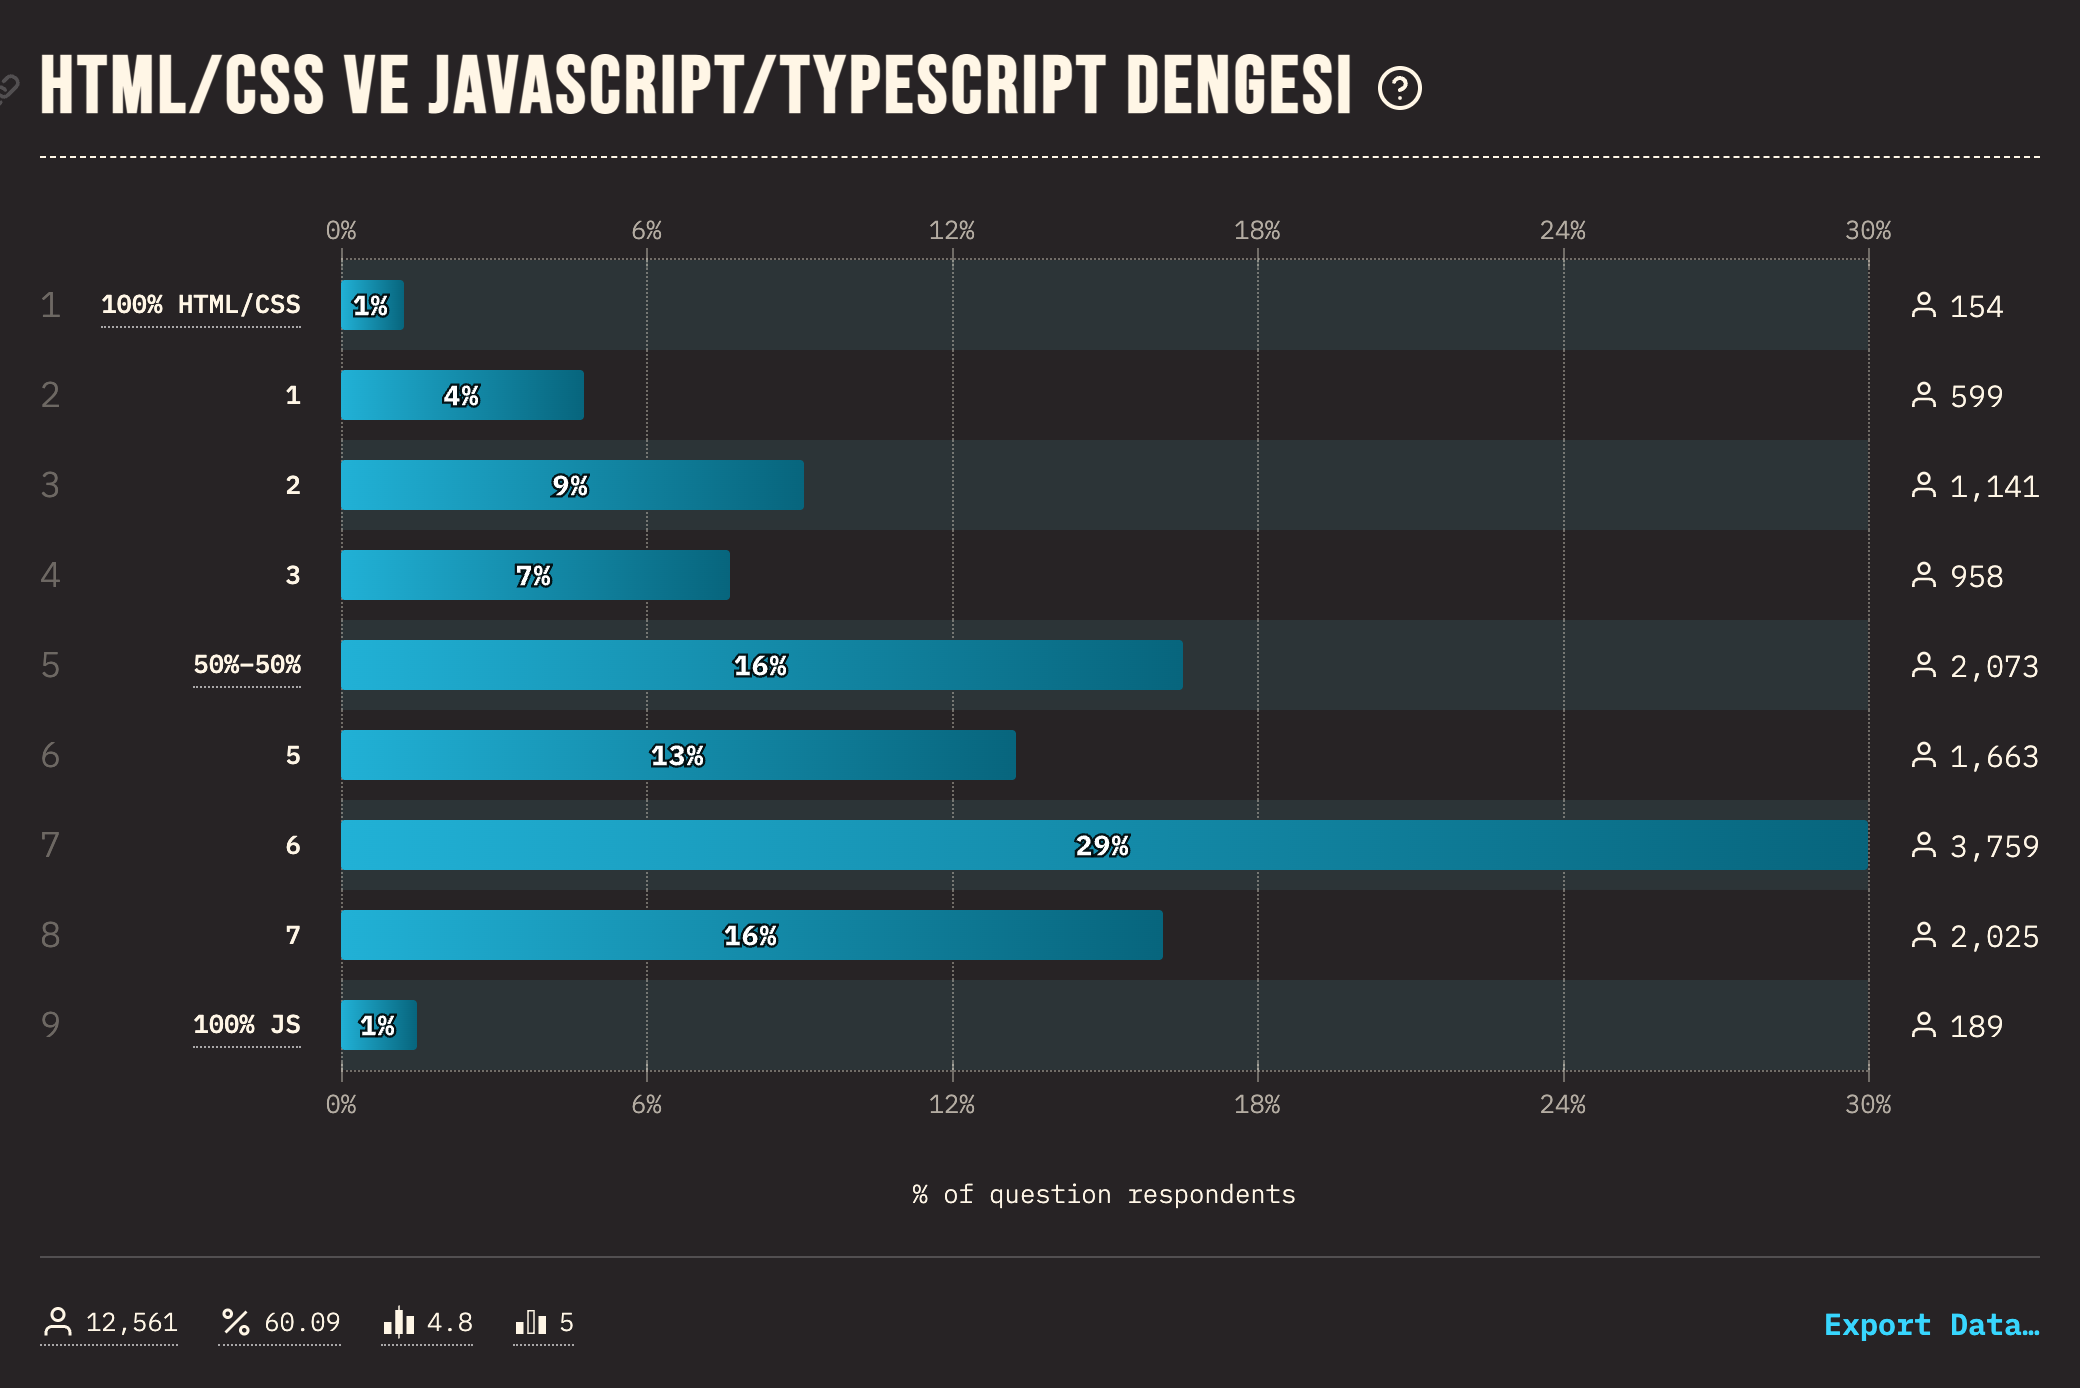 HTML/CSS VE JAVASCRIPT/TYPESCRIPT DENGESI
0% 6% 12% 18% 24% 30%
1 100% HTML/CSS 1% 154
2 1 4% 599
3 2 9% 1,141
4 3 7% 958
5 50%–50% 16% 2,073
6 5 13% 1,663
7 6 29% 3,759
8 7 16% 2,025
9 100% JS 1% 189
0% 6% 12% 18% 24% 30%
% of question respondents
12,561 % 60.09 4.8 5 Export Data…